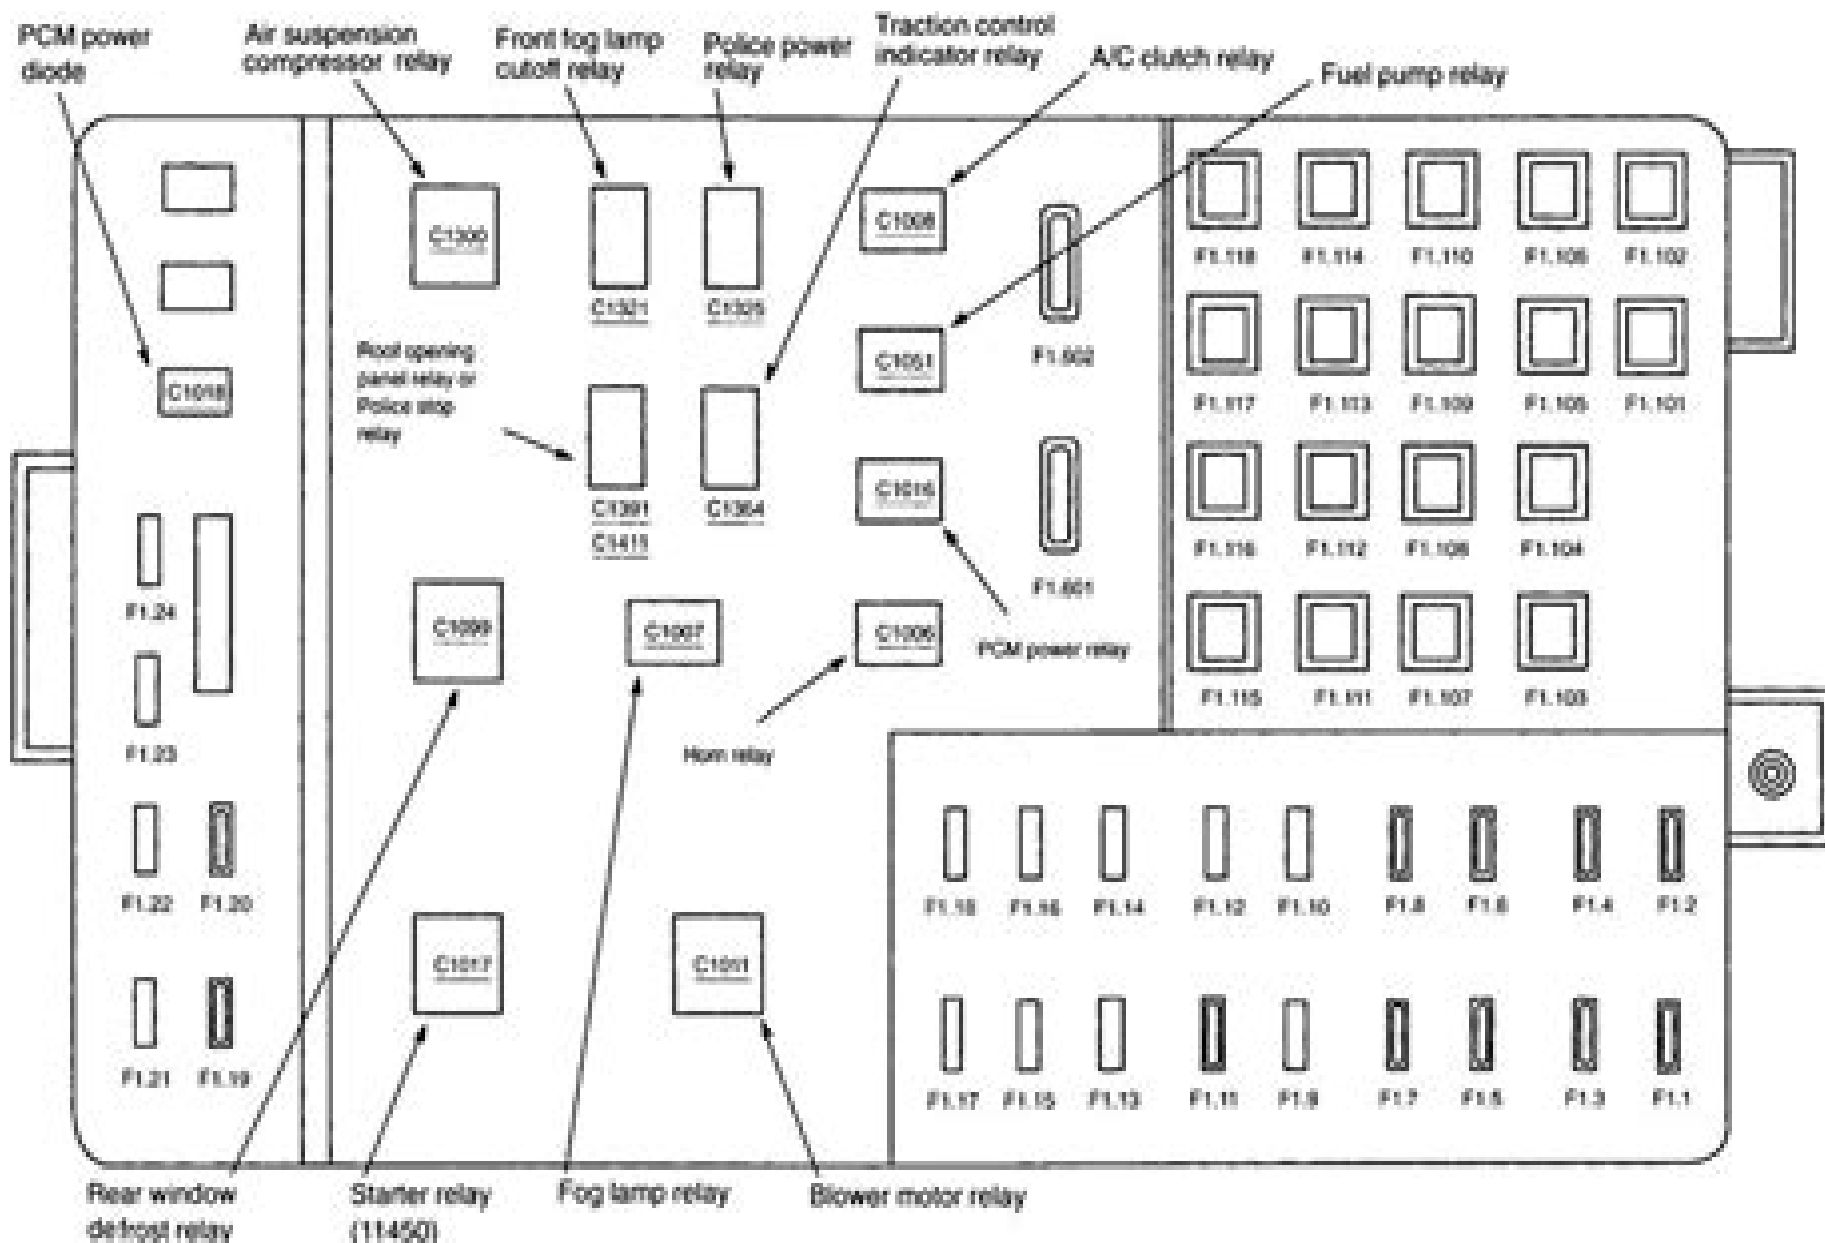 PCM power
diode
Air suspension
compressor relay
Front fog lamp
cutoff relay
Police power
relay
Traction control
indicator relay
A/C clutch relay
Fuel pump relay
C1300
C1321
C1325
C1008
F1.602
F1.118
F1.114
F1.110
F1.106
F1.102
Roof opening
panel relay or
Police stop
relay
C1018
C1051
F1.117
F1.113
F1.109
F1.105
F1.101
C1391
C1411
C1364
C1016
F1.601
F1.116
F1.112
F1.108
F1.104
F1.24
C1099
C1007
C1006
PCM power relay
F1.115
F1.111
F1.107
F1.103
F1.23
Horn relay
F1.22
F1.20
F1.18
F1.16
F1.14
F1.12
F1.10
F1.8
F1.6
F1.4
F1.2
C1017
C1011
F1.21
F1.19
F1.17
F1.15
F1.13
F1.11
F1.9
F1.7
F1.5
F1.3
F1.1
Rear window
defrost relay
Starter relay
(11450)
Fog lamp relay
Blower motor relay